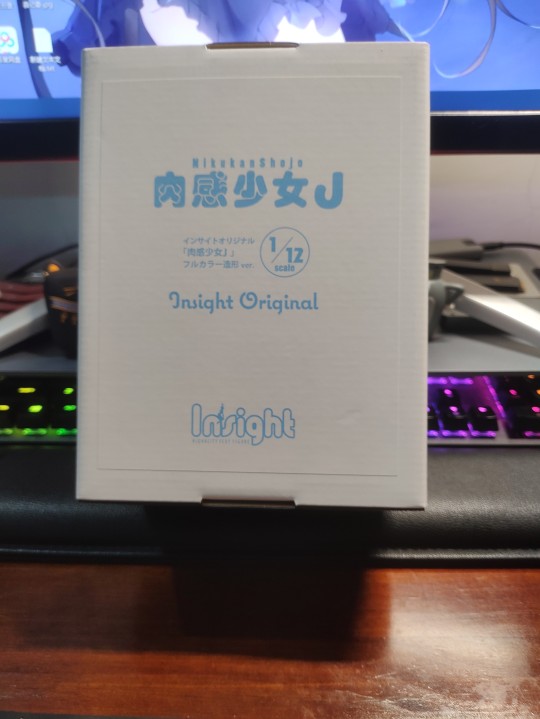 NikukanShojo
肉感少女J
インサイトオリジナル
「肉感少女J」
フルカラー造形 ver.
1/12
scale
Insight Original
Insight